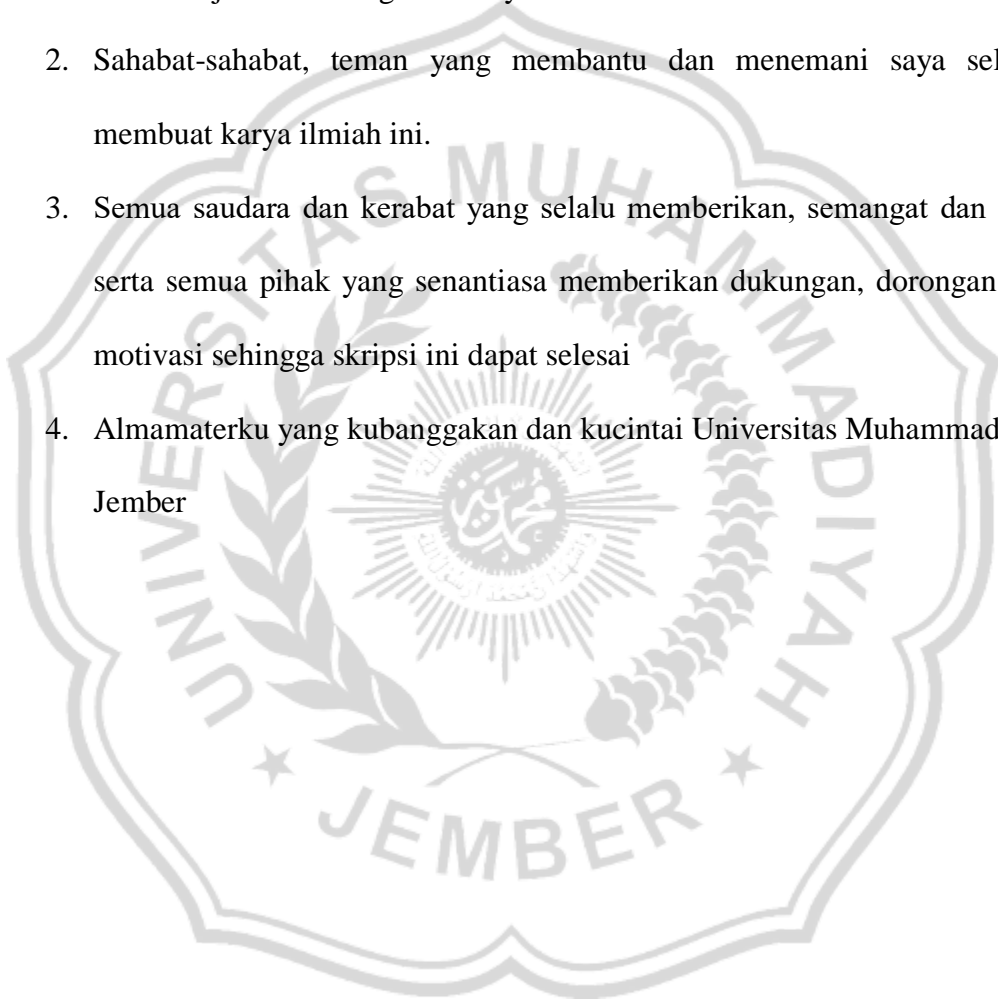 2. Sahabat-sahabat, teman yang membantu dan menemani saya sel
membuat karya ilmiah ini.
3. Semua saudara dan kerabat yang selalu memberikan, semangat dan
serta semua pihak yang senantiasa memberikan dukungan, dorongan
motivasi sehingga skripsi ini dapat selesai
4. Almamaterku yang kubanggakan dan kucintai Universitas Muhammad
Jember
UNIVERSITAS MUHAMMADIYAH
JEMBER